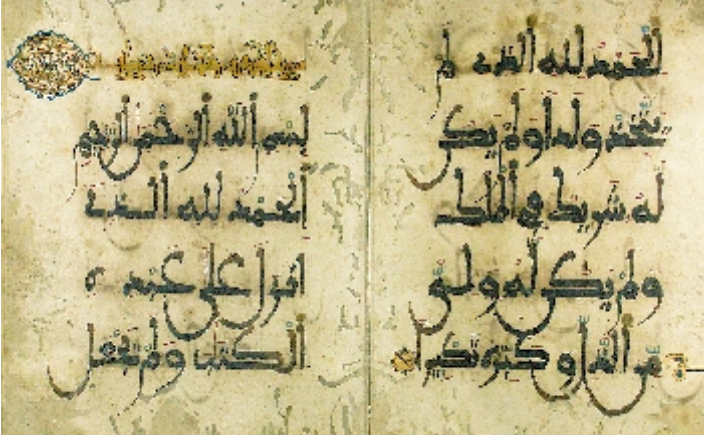 الحمد لله الذي لم
يتخذ ولدا ولم يكن
له شريك في الملك
ولم يكن له ولي
من الذل وكبره تكبيرا
بسم الله الرحمن الرحيم
الحمد لله الذي
انزل على عبده
الكتاب ولم يجعل